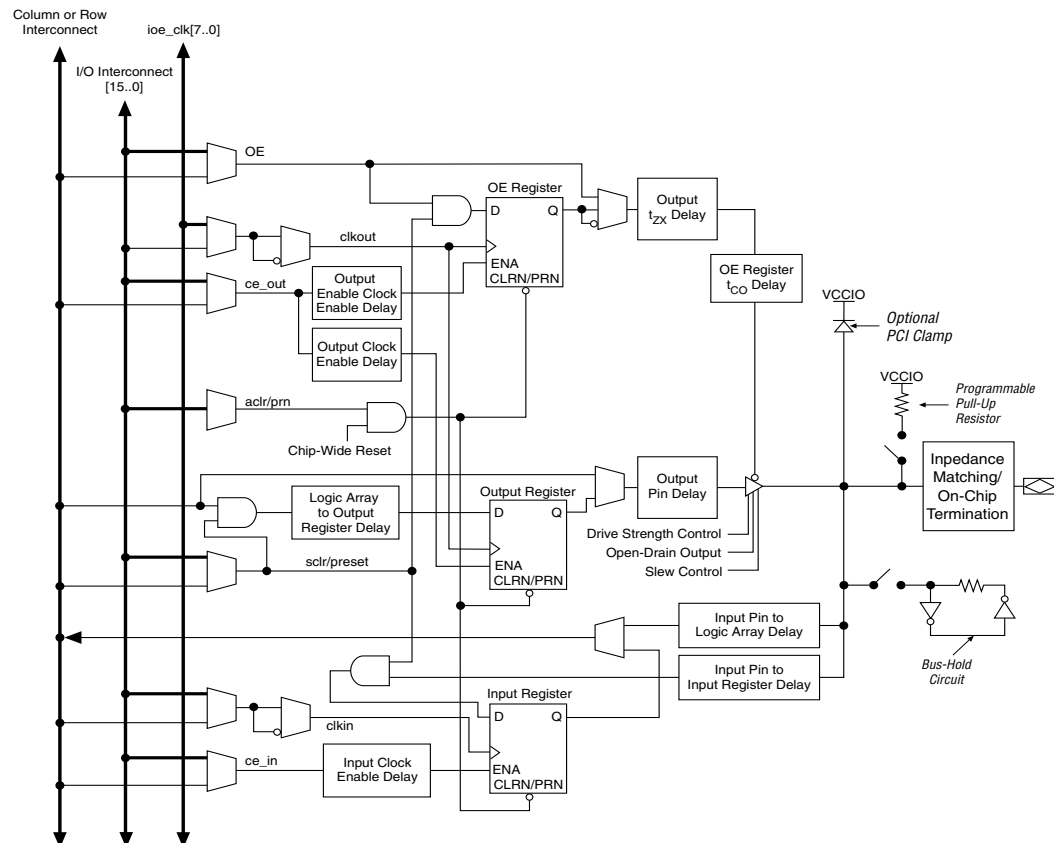 Column or Row
Interconnect
ioe_clk[7..0]
I/O Interconnect
[15..0]
OE
OE Register
D
Q
Output
tZX Delay
clkout
ENA
CLRN/PRN
OE Register
tCO Delay
ce_out
Output
Enable Clock
Enable Delay
Output Clock
Enable Delay
VCCIO
Optional
PCI Clamp
VCCIO
Programmable
Pull-Up
Resistor
aclr/prn
Chip-Wide Reset
Output
Pin Delay
Impedance
Matching/
On-Chip
Termination
Logic Array
to Output
Register Delay
Output Register
D
Q
ENA
CLRN/PRN
Drive Strength Control
Open-Drain Output
Slew Control
sclr/preset
Input Pin to
Logic Array Delay
Input Pin to
Input Register Delay
Bus-Hold
Circuit
Input Register
D
Q
clkin
ENA
CLRN/PRN
ce_in
Input Clock
Enable Delay